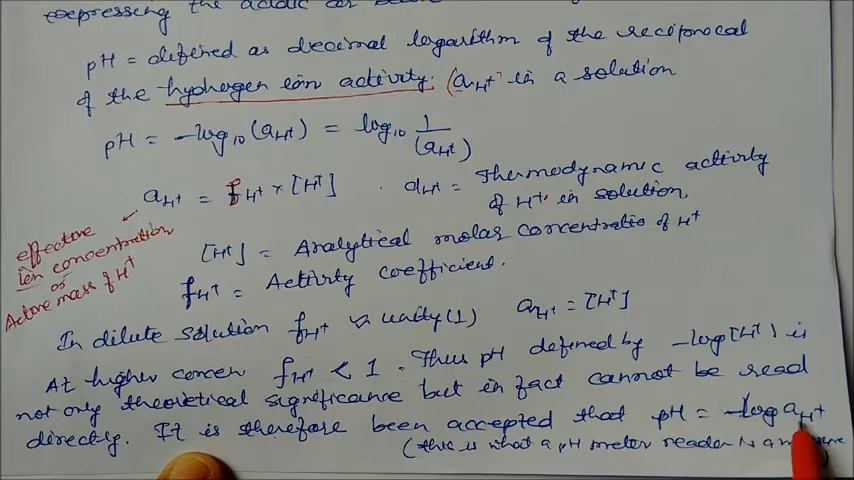 expressing the acidic or
pH = defined as decimal logarithm of the reciprocal
of the hydrogen ion activity. (aH+ in a solution
pH = -log10 (aH+) = log10 1/(aH+)
aH+ = fH+ × [H+] . aH+ = Thermodynamic activity
of H+ in solution.
effective
ion concentration
or
Active mass of H+
[H+] = Analytical molar concentratio of H+
fH+ = Activity coefficient.
In dilute solution fH+ ≈ unity(1) aH+ = [H+]
At higher concen fH+ < 1. Thus pH defined by -log[H+] is
not only theoretical significance but in fact cannot be read
directly. It is therefore been accepted that pH = -log aH+
(this is what a pH meter reader